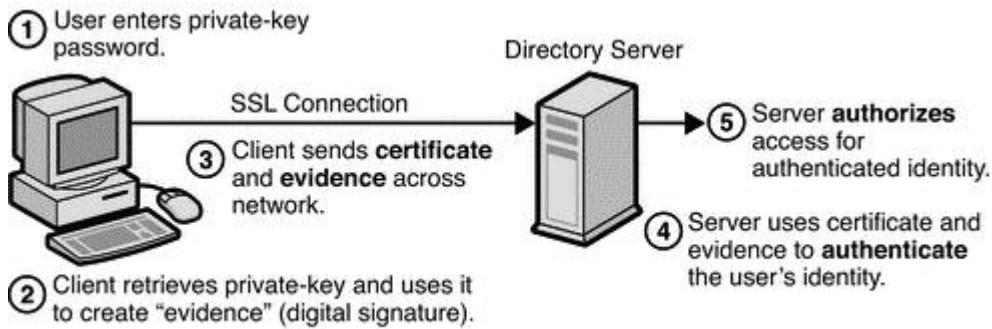 1 User enters private-key
password.
Directory Server
SSL Connection
3 Client sends certificate
and evidence across
network.
5 Server authorizes
access for
authenticated identity.
4 Server uses certificate and
evidence to authenticate
the user's identity.
2 Client retrieves private-key and uses it
to create “evidence” (digital signature).